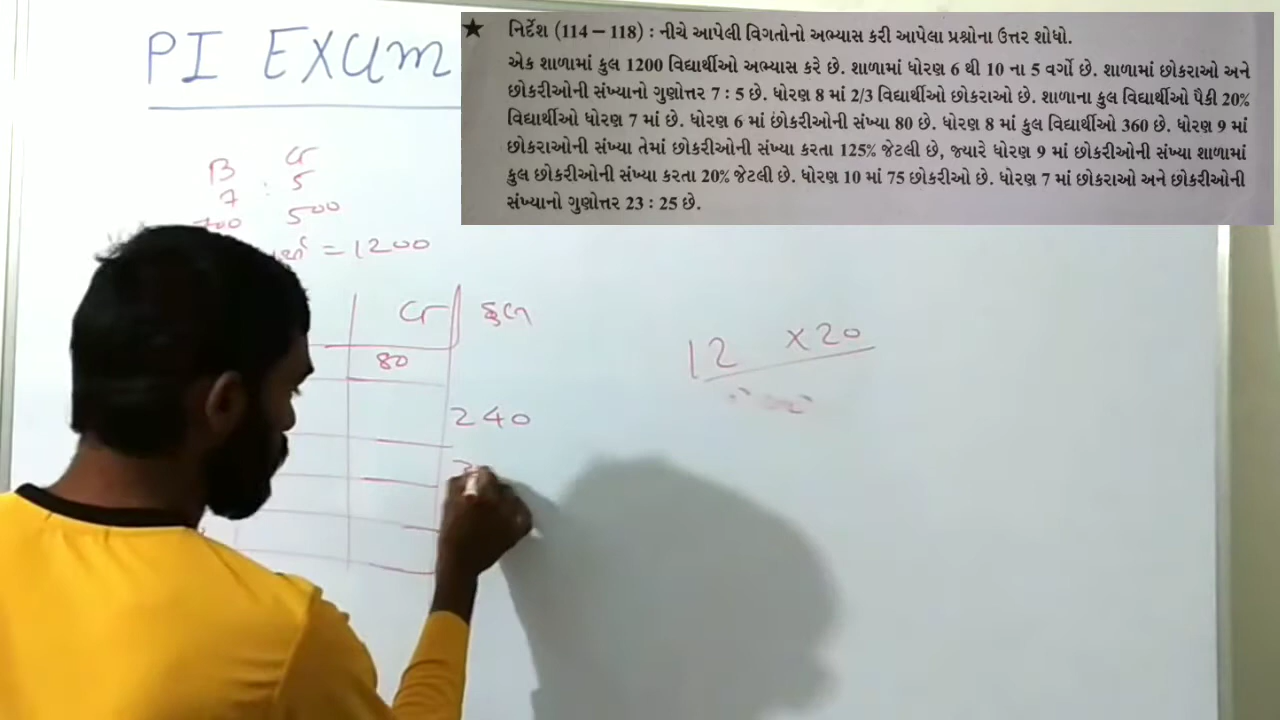 PI EXAM
★ નિર્દેશ (114 – 118) : નીચે આપેલી વિગતોનો અભ્યાસ કરી આપેલા પ્રશ્નોના ઉત્તર શોધો.
એક શાળામાં કુલ 1200 વિદ્યાર્થીઓ અભ્યાસ કરે છે. શાળામાં ધોરણ 6 થી 10 ના 5 વર્ગો છે. શાળામાં છોકરાઓ અને
છોકરીઓની સંખ્યાનો ગુણોત્તર 7 : 5 છે. ધોરણ 8 માં 2/3 વિદ્યાર્થીઓ છોકરાઓ છે. શાળાના કુલ વિદ્યાર્થીઓ પૈકી 20%
વિદ્યાર્થીઓ ધોરણ 7 માં છે. ધોરણ 6 માં છોકરીઓની સંખ્યા 80 છે. ધોરણ 8 માં કુલ વિદ્યાર્થીઓ 360 છે. ધોરણ 9 માં
છોકરાઓની સંખ્યા તેમાં છોકરીઓની સંખ્યા કરતા 125% જેટલી છે, જ્યારે ધોરણ 9 માં છોકરીઓની સંખ્યા શાળામાં
કુલ છોકરીઓની સંખ્યા કરતા 20% જેટલી છે. ધોરણ 10 માં 75 છોકરીઓ છે. ધોરણ 7 માં છોકરાઓ અને છોકરીઓની
સંખ્યાનો ગુણોત્તર 23 : 25 છે.
B G
7 : 5
700 500
= 1200
G કુલ
80
240
12 x 20